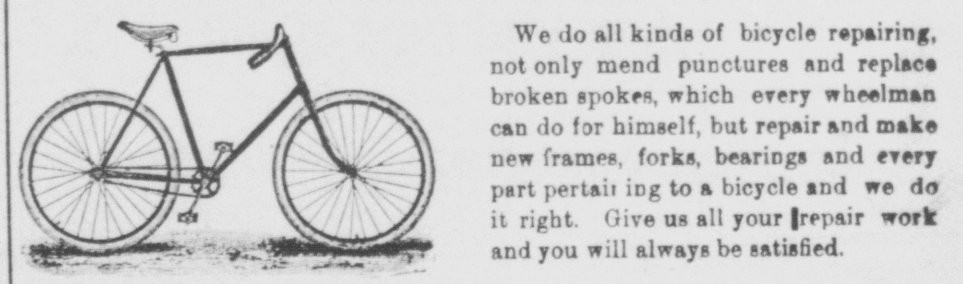 We do all kinds of bicycle repairing,
not only mend punctures and replace
broken spokes, which every wheelman
can do for himself, but repair and make
new frames, forks, bearings and every
part pertaining to a bicycle and we do
it right. Give us all your repair work
and you will always be satisfied.